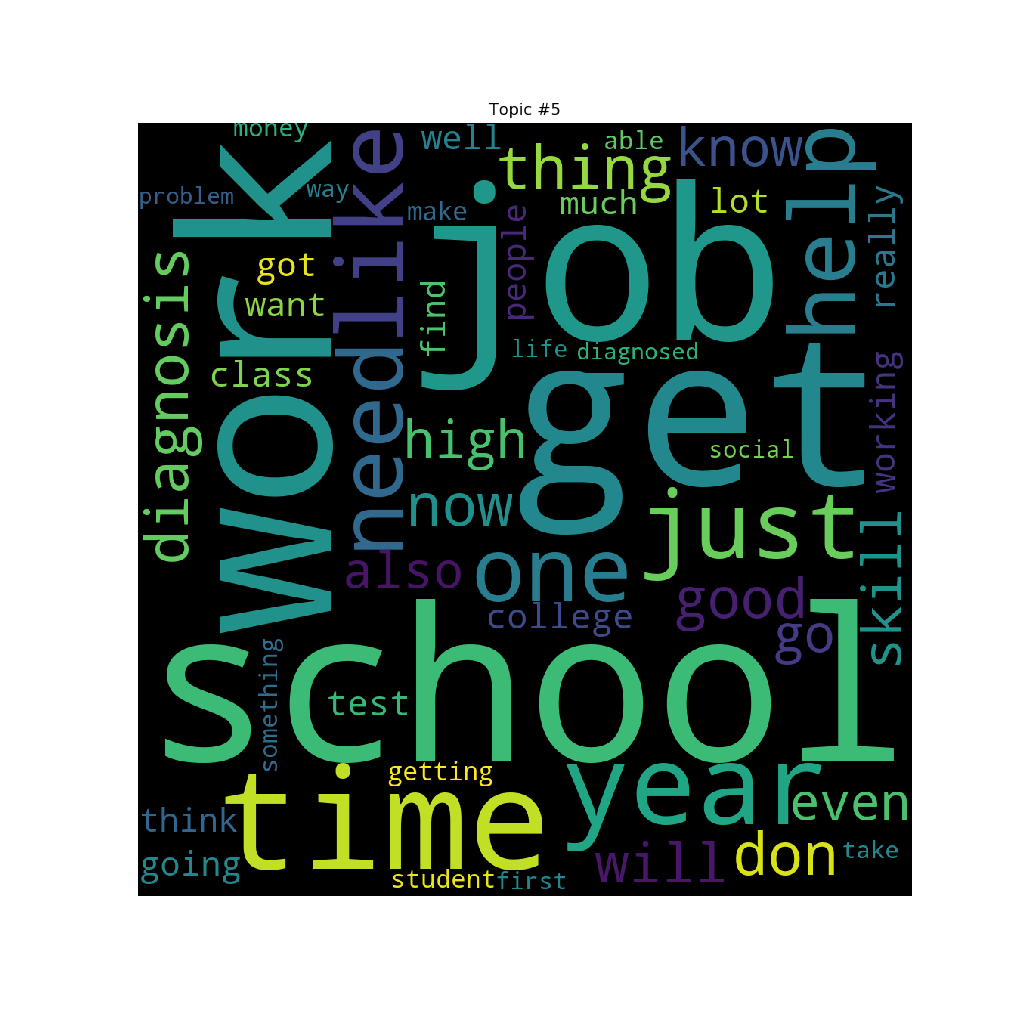 Topic #5
money
well
able
know
thing
help
work
needlike
job
problem
way
make
much
lot
people
really
diagnosis
got
want
find
life
diagnosed
class
get
working
high
social
now
just
one
also
skill
college
good
go
school
something
test
time
getting
year
even
think
going
student
first
will
don
take